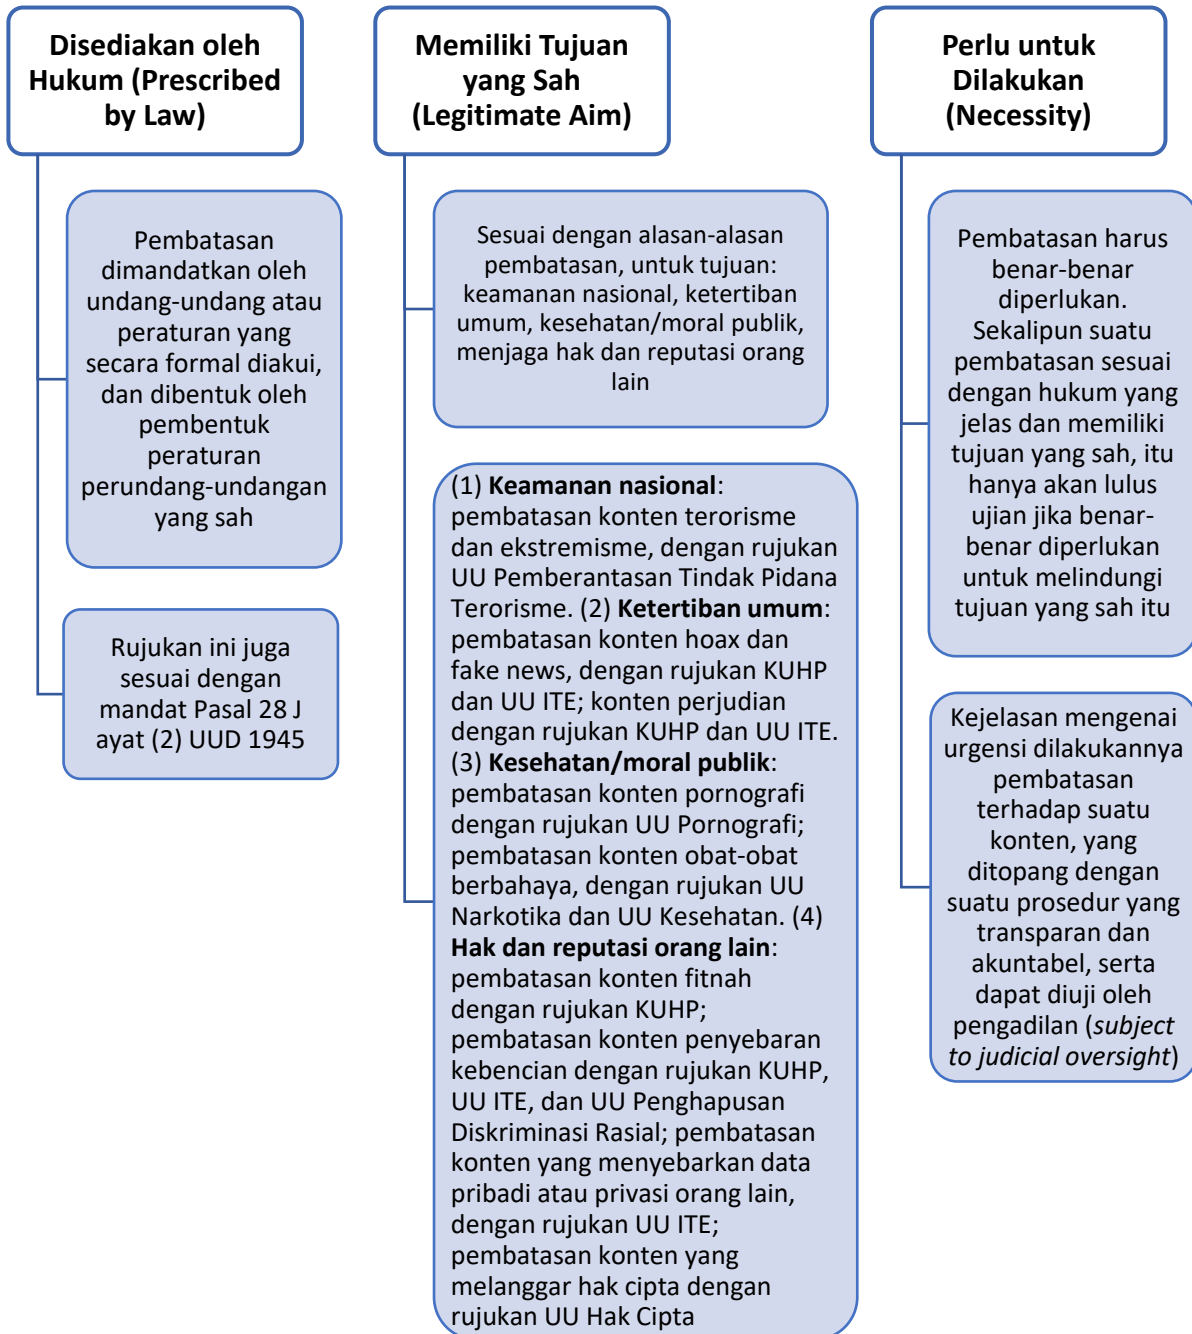 Disediakan oleh
Hukum (Prescribed
by Law)
Pembatasan
dimandatkan oleh
undang-undang atau
peraturan yang
secara formal diakui,
dan dibentuk oleh
pembentuk
peraturan
perundang-undangan
yang sah
Rujukan ini juga
sesuai dengan
mandat Pasal 28 J
ayat (2) UUD 1945
Memiliki Tujuan
yang Sah
(Legitimate Aim)
Sesuai dengan alasan-alasan
pembatasan, untuk tujuan:
keamanan nasional, ketertiban
umum, kesehatan/moral publik,
menjaga hak dan reputasi orang
lain
(1) Keamanan nasional:
pembatasan konten terorisme
dan ekstremisme, dengan rujukan
UU Pemberantasan Tindak Pidana
Terorisme. (2) Ketertiban umum:
pembatasan konten hoax dan
fake news, dengan rujukan KUHP
dan UU ITE; konten perjudian
dengan rujukan KUHP dan UU ITE.
(3) Kesehatan/moral publik:
pembatasan konten pornografi
dengan rujukan UU Pornografi;
pembatasan konten obat-obat
berbahaya, dengan rujukan UU
Narkotika dan UU Kesehatan. (4)
Hak dan reputasi orang lain:
pembatasan konten fitnah
dengan rujukan KUHP;
pembatasan konten penyebaran
kebencian dengan rujukan KUHP,
UU ITE, dan UU Penghapusan
Diskriminasi Rasial; pembatasan
konten yang menyebarkan data
pribadi atau privasi orang lain,
dengan rujukan UU ITE;
pembatasan konten yang
melanggar hak cipta dengan
rujukan UU Hak Cipta
Perlu untuk
Dilakukan
(Necessity)
Pembatasan harus
benar-benar
diperlukan.
Sekalipun suatu
pembatasan sesuai
dengan hukum yang
jelas dan memiliki
tujuan yang sah, itu
hanya akan lulus
ujian jika benar-
benar diperlukan
untuk melindungi
tujuan yang sah itu
Kejelasan mengenai
urgensi dilakukannya
pembatasan
terhadap suatu
konten, yang
ditopang dengan
suatu prosedur yang
transparan dan
akuntabel, serta
dapat diuji oleh
pengadilan (subject
to judicial oversight)